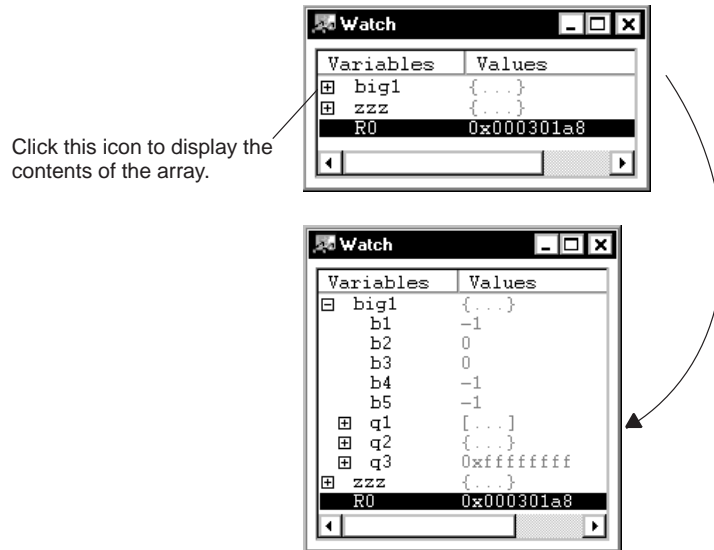 Watch
Variables Values
big1 {...}
zzz {...}
R0 0x000301a8
Click this icon to display the
contents of the array.
Watch
Variables Values
big1 {...}
b1 −1
b2 0
b3 0
b4 −1
b5 −1
q1 [...]
q2 {...}
q3 0xffffffff
zzz {...}
R0 0x000301a8